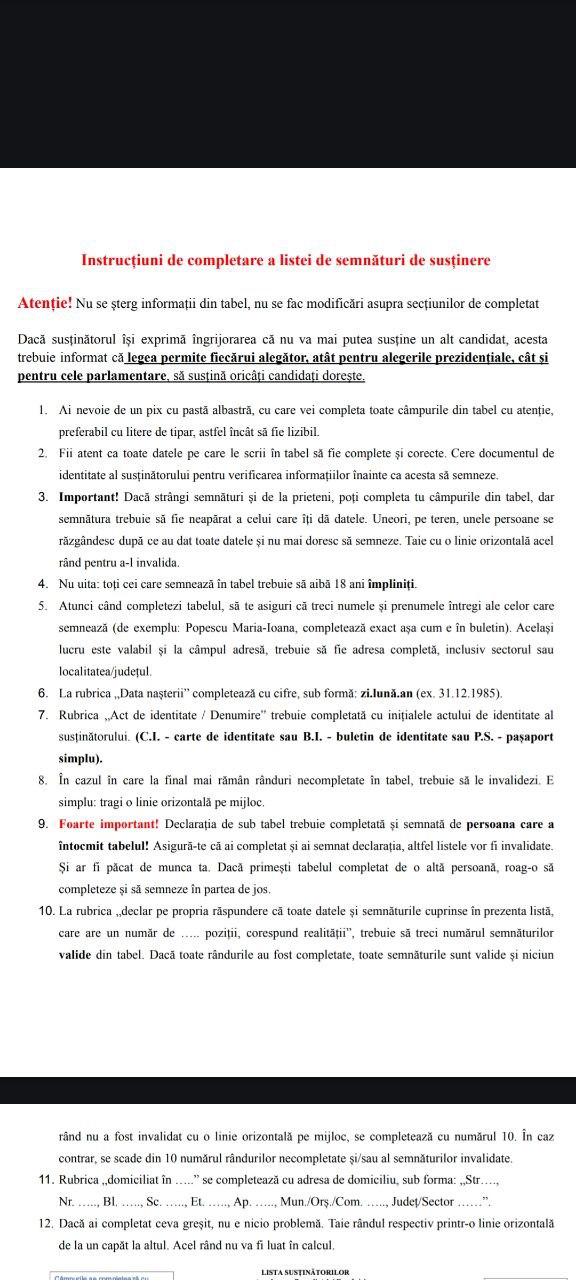 Instrucțiuni de completare a listei de semnături de susținere
Atenție! Nu se șterg informații din tabel, nu se fac modificări asupra secțiunilor de completat
Dacă susținătorul își exprimă îngrijorarea că nu va mai putea susține un alt candidat, acesta
trebuie informat că legea permite fiecărui alegător, atât pentru alegerile prezidențiale, cât și
pentru cele parlamentare, să susțină oricâți candidați dorește.
1. Ai nevoie de un pix cu pastă albastră, cu care vei completa toate câmpurile din tabel cu atenție,
preferabil cu litere de tipar, astfel încât să fie lizibil.
2. Fii atent ca toate datele pe care le scrii în tabel să fie complete și corecte. Cere documentul de
identitate al susținătorului pentru verificarea informațiilor înainte ca acesta să semneze.
3. Important! Dacă strângi semnături și de la prieteni, poți completa tu câmpurile din tabel, dar
semnătura trebuie să fie neapărat a celui care îți dă datele. Uneori, pe teren, unele persoane se
răzgândesc după ce au dat toate datele și nu mai doresc să semneze. Taie cu o linie orizontală acel
rând pentru a-l invalida.
4. Nu uita: toți cei care semnează în tabel trebuie să aibă 18 ani împliniți.
5. Atunci când completezi tabelul, să te asiguri că treci numele și prenumele întregi ale celor care
semnează (de exemplu: Popescu Maria-Ioana, completează exact așa cum e în buletin). Același
lucru este valabil și la câmpul adresă, trebuie să fie adresa completă, inclusiv sectorul sau
localitatea/județul.
6. La rubrica „Data nașterii” completează cu cifre, sub formă: zi.lună.an (ex. 31.12.1985).
7. Rubrica „Act de identitate / Denumire” trebuie completată cu inițialele actului de identitate al
susținătorului. (C.I. - carte de identitate sau B.I. - buletin de identitate sau P.S. - pașaport
simplu).
8. În cazul în care la final mai rămân rânduri necompletate în tabel, trebuie să le invalidezi. E
simplu: tragi o linie orizontală pe mijloc.
9. Foarte important! Declarația de sub tabel trebuie completată și semnată de persoana care a
întocmit tabelul! Asigură-te că ai completat și ai semnat declarația, altfel listele vor fi invalidate.
Și ar fi păcat de munca ta. Dacă primești tabelul completat de o altă persoană, roag-o să
completeze și să semneze în partea de jos.
10. La rubrica „declar pe propria răspundere că toate datele și semnăturile cuprinse în prezenta listă,
care are un număr de ….. poziții, corespund realității”, trebuie să treci numărul semnăturilor
valide din tabel. Dacă toate rândurile au fost completate, toate semnăturile sunt valide și niciun
rând nu a fost invalidat cu o linie orizontală pe mijloc, se completează cu numărul 10. În caz
contrar, se scade din 10 numărul rândurilor necompletate și/sau al semnăturilor invalidate.
11. Rubrica „domiciliat în …..” se completează cu adresa de domiciliu, sub forma: „Str….,
Nr. ….., Bl. ….., Sc. ….., Et. ….., Ap. ….., Mun./Orș./Com. ….., Județ/Sector ……”.
12. Dacă ai completat ceva greșit, nu e nicio problemă. Taie rândul respectiv printr-o linie orizontală
de la un capăt la altul. Acel rând nu va fi luat în calcul.
Câmpurile se completează cu
LISTA SUSȚINĂTORILOR